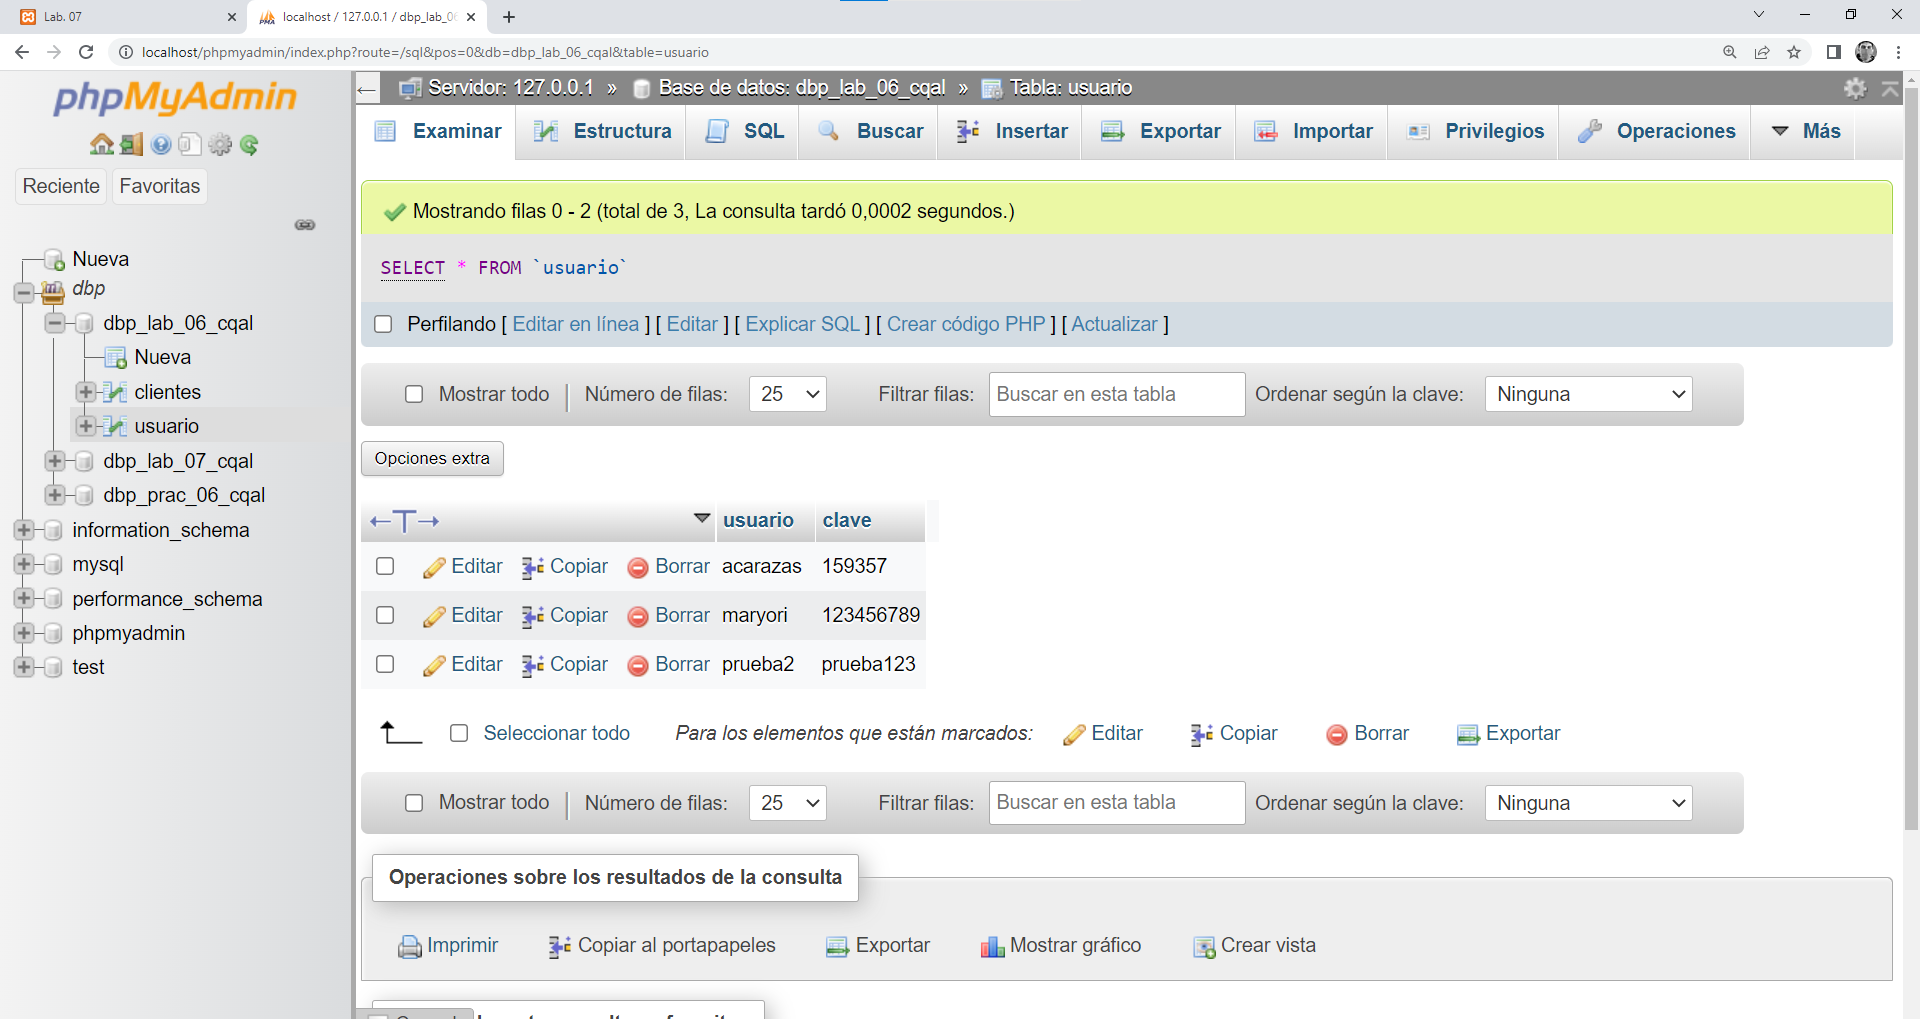 Lab. 07
localhost / 127.0.0.1 / dbp_lab_06
localhost/phpmyadmin/index.php?route=/sql&pos=0&db=dbp_lab_06_cqal&table=usuario
phpMyAdmin
Reciente Favoritas
Nueva
dbp
dbp_lab_06_cqal
Nueva
clientes
usuario
dbp_lab_07_cqal
dbp_prac_06_cqal
information_schema
mysql
performance_schema
phpmyadmin
test
Servidor: 127.0.0.1 » Base de datos: dbp_lab_06_cqal » Tabla: usuario
Examinar Estructura SQL Buscar Insertar Exportar Importar Privilegios Operaciones Más
Mostrando filas 0 - 2 (total de 3, La consulta tardó 0,0002 segundos.)
SELECT * FROM `usuario`
Perfilando [ Editar en línea ] [ Editar ] [ Explicar SQL ] [ Crear código PHP ] [ Actualizar ]
Mostrar todo Número de filas: 25 Filtrar filas: Buscar en esta tabla Ordenar según la clave: Ninguna
Opciones extra
←T→ usuario clave
Editar Copiar Borrar acarazas 159357
Editar Copiar Borrar maryori 123456789
Editar Copiar Borrar prueba2 prueba123
Seleccionar todo Para los elementos que están marcados: Editar Copiar Borrar Exportar
Mostrar todo Número de filas: 25 Filtrar filas: Buscar en esta tabla Ordenar según la clave: Ninguna
Operaciones sobre los resultados de la consulta
Imprimir Copiar al portapapeles Exportar Mostrar gráfico Crear vista